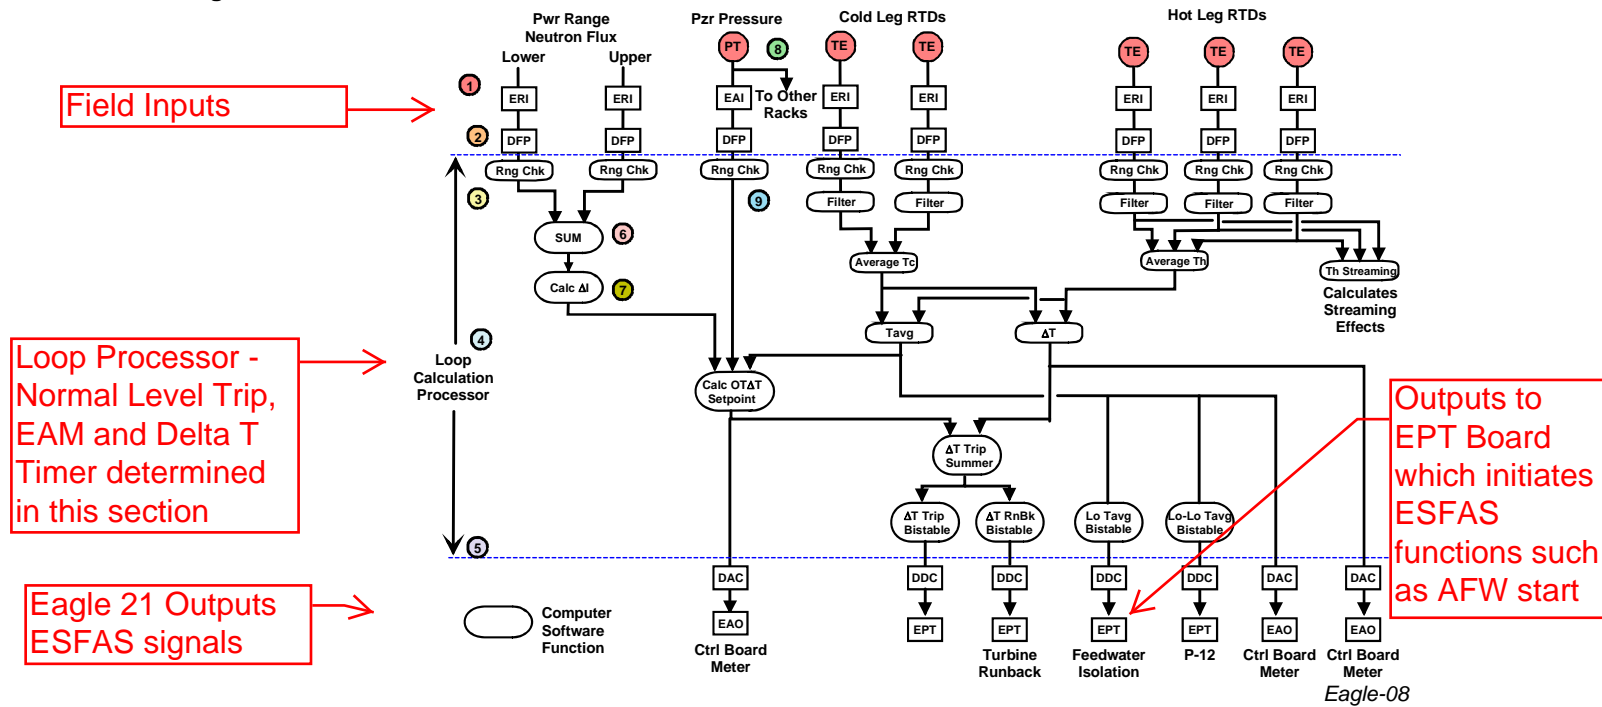 Pwr Range
Neutron Flux
Pzr Pressure
Cold Leg RTDs
Hot Leg RTDs
Lower
Upper
PT
8
TE
TE
TE
TE
TE
1
Field Inputs
To Other
Racks
ERI
ERI
EAI
ERI
ERI
ERI
ERI
ERI
2
DFP
DFP
DFP
DFP
DFP
DFP
DFP
DFP
Rng Chk
Rng Chk
Rng Chk
Rng Chk
Rng Chk
Rng Chk
Rng Chk
Rng Chk
3
9
Filter
Filter
Filter
Filter
Filter
SUM
6
Average Tc
Average Th
Th Streaming
Calculates
Streaming
Effects
Calc ΔI
7
Tavg
ΔT
4
Loop
Calculation
Processor
Loop Processor -
Normal Level Trip,
EAM and Delta T
Timer determined
in this section
Calc OTΔT
Setpoint
Outputs to
EPT Board
which initiates
ESFAS
functions such
as AFW start
ΔT Trip
Summer
ΔT Trip
Bistable
ΔT RnBk
Bistable
Lo Tavg
Bistable
Lo-Lo Tavg
Bistable
5
DAC
DDC
DDC
DDC
DDC
DAC
DAC
Eagle 21 Outputs
ESFAS signals
Computer
Software
Function
EAO
EPT
EPT
EPT
EPT
EAO
EAO
Ctrl Board
Meter
Turbine
Runback
Feedwater
Isolation
P-12
Ctrl Board
Meter
Ctrl Board
Meter
Eagle-08